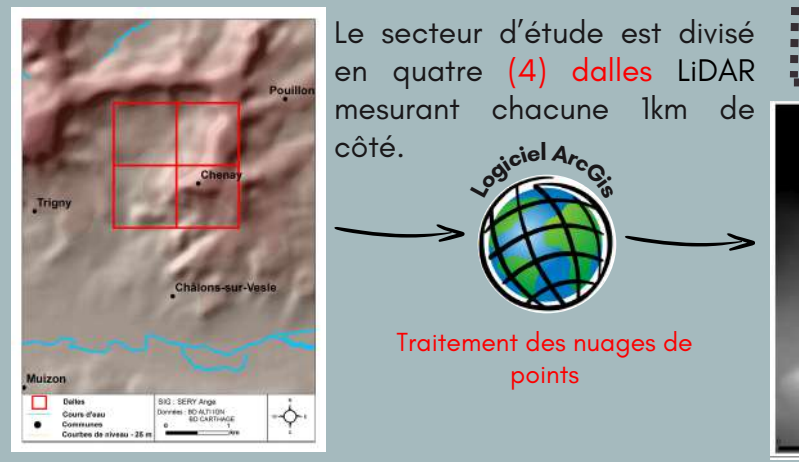 Le secteur d'étude est divisé
en quatre (4) dalles LiDAR
mesurant chacune 1km de
côté.
Logiciel ArcGis
Traitement des nuages de
points
Pouillon
Chenay
Trigny
Châlons-sur-Vesle
Muizon
Dalles
Cours d'eau
Communes
Courbes de niveau - 25 m
SIG : SERY Ange
Données : BD ALTI IGN
BD CARTHAGE
0 1
Km
N
S
0